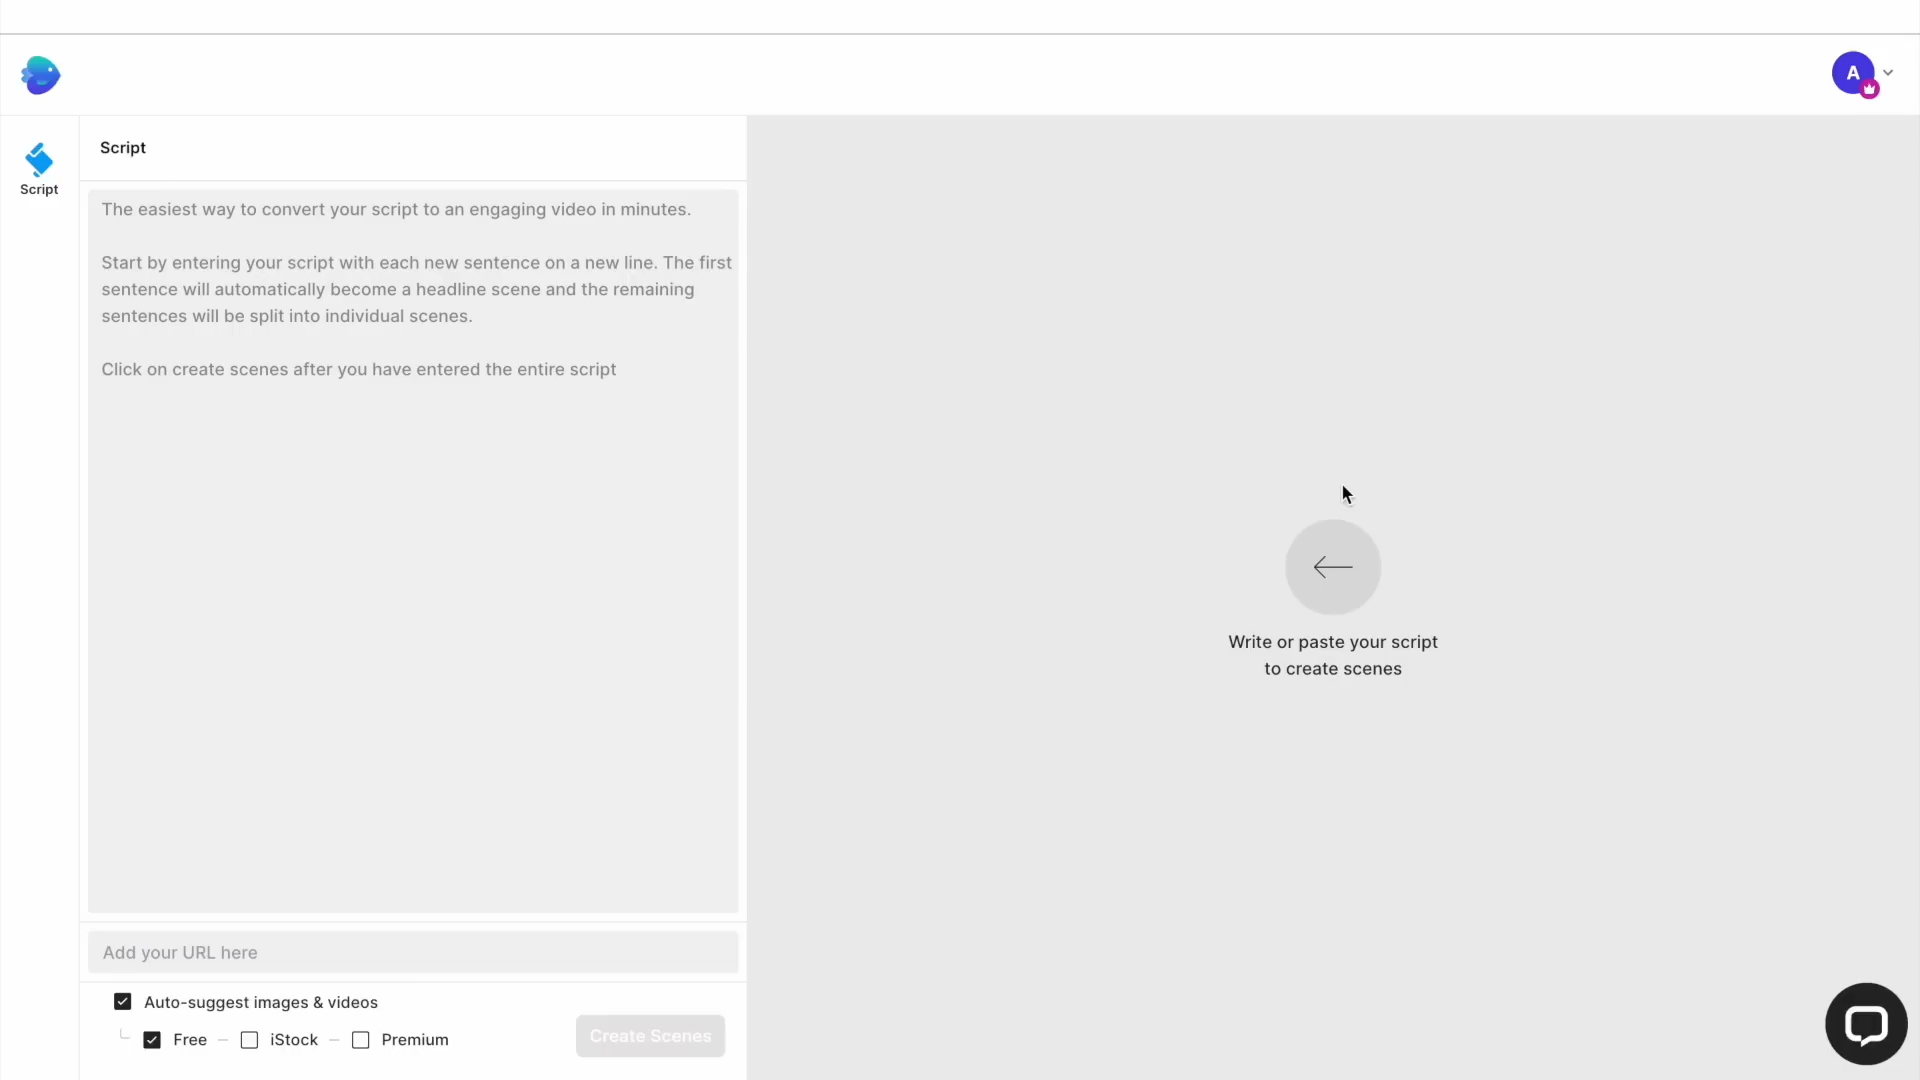 A
Script
Script
The easiest way to convert your script to an engaging video in minutes.
Start by entering your script with each new sentence on a new line. The first
sentence will automatically become a headline scene and the remaining
sentences will be split into individual scenes.
Click on create scenes after you have entered the entire script
Write or paste your script
to create scenes
Add your URL here
Auto-suggest images & videos
Free
iStock
Premium
Create Scenes